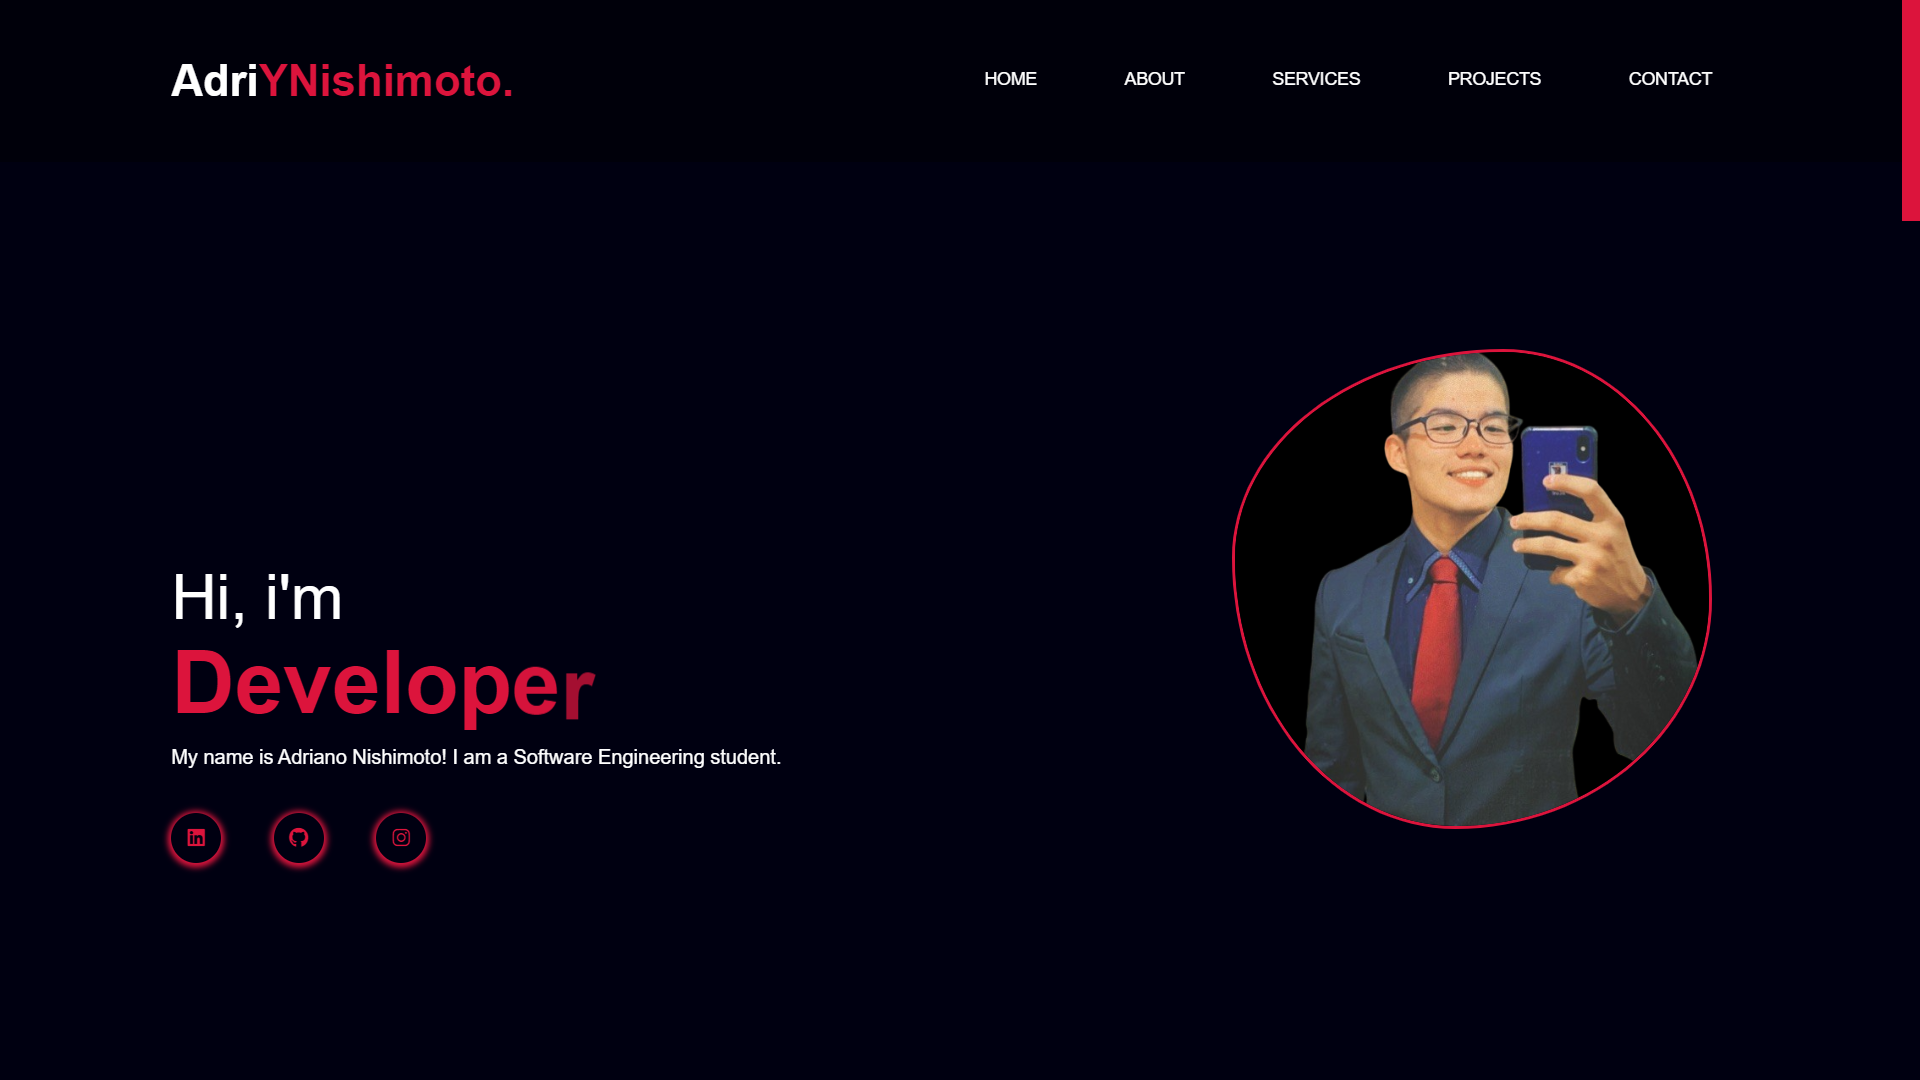 AdriYNishimoto.
HOME ABOUT SERVICES PROJECTS CONTACT
Hi, i'm
Developer
My name is Adriano Nishimoto! I am a Software Engineering student.